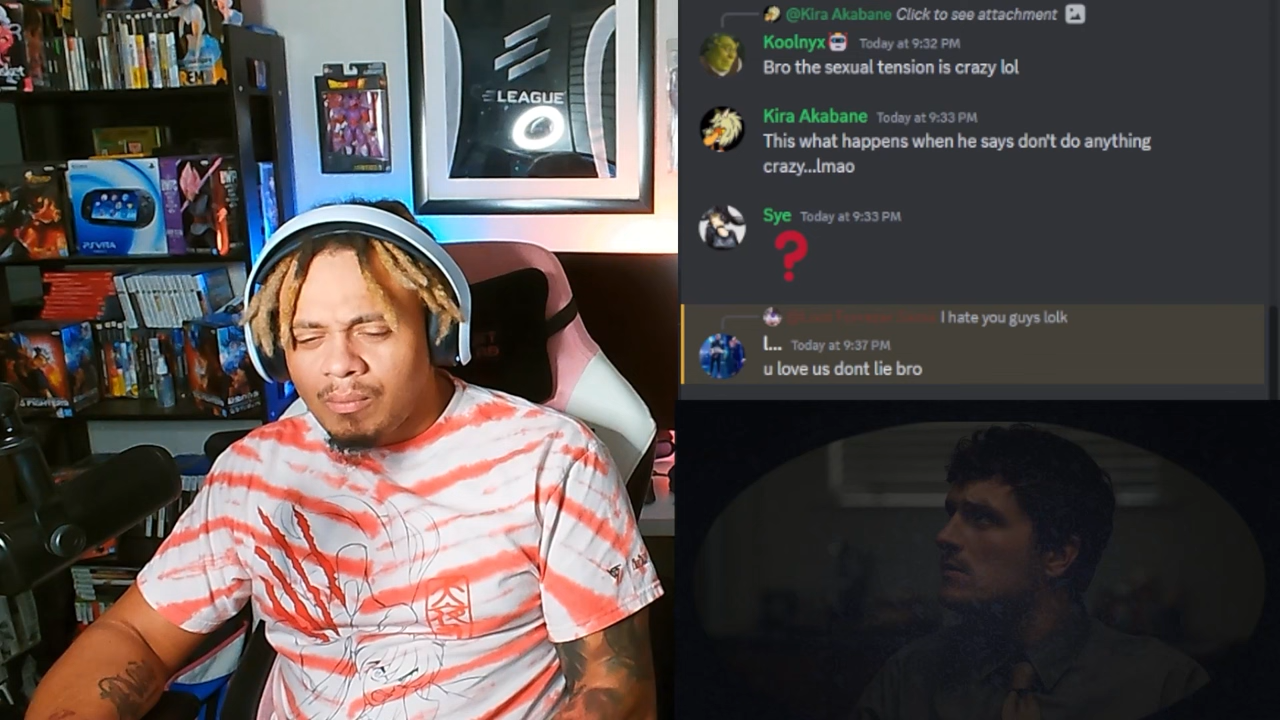 LEAGUE
PSVITA
@Kira Akabane Click to see attachment
Koolnyx Today at 9:32 PM
Bro the sexual tension is crazy lol
Kira Akabane Today at 9:33 PM
This what happens when he says don't do anything
crazy...lmao
Sye Today at 9:33 PM
❓
I hate you guys lolk
l... Today at 9:37 PM
u love us dont lie bro